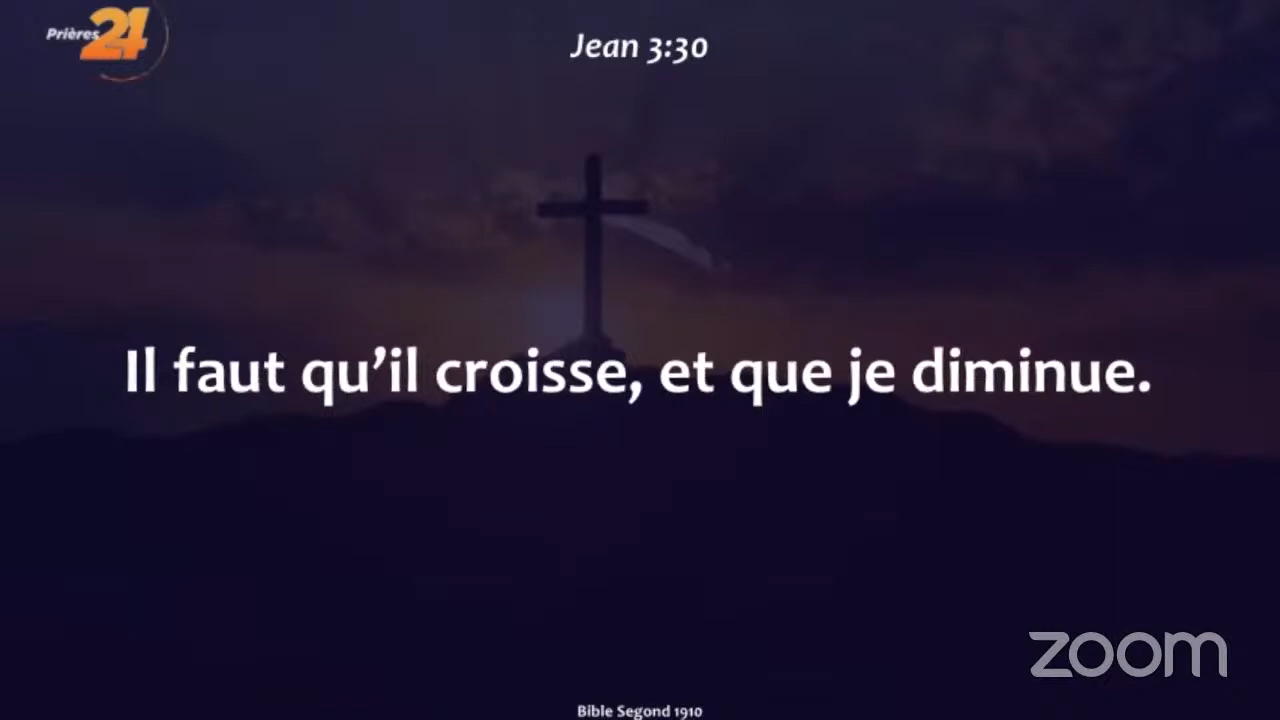 Prières 24
Jean 3:30
Il faut qu’il croisse, et que je diminue.
zoom
Bible Segond 1910